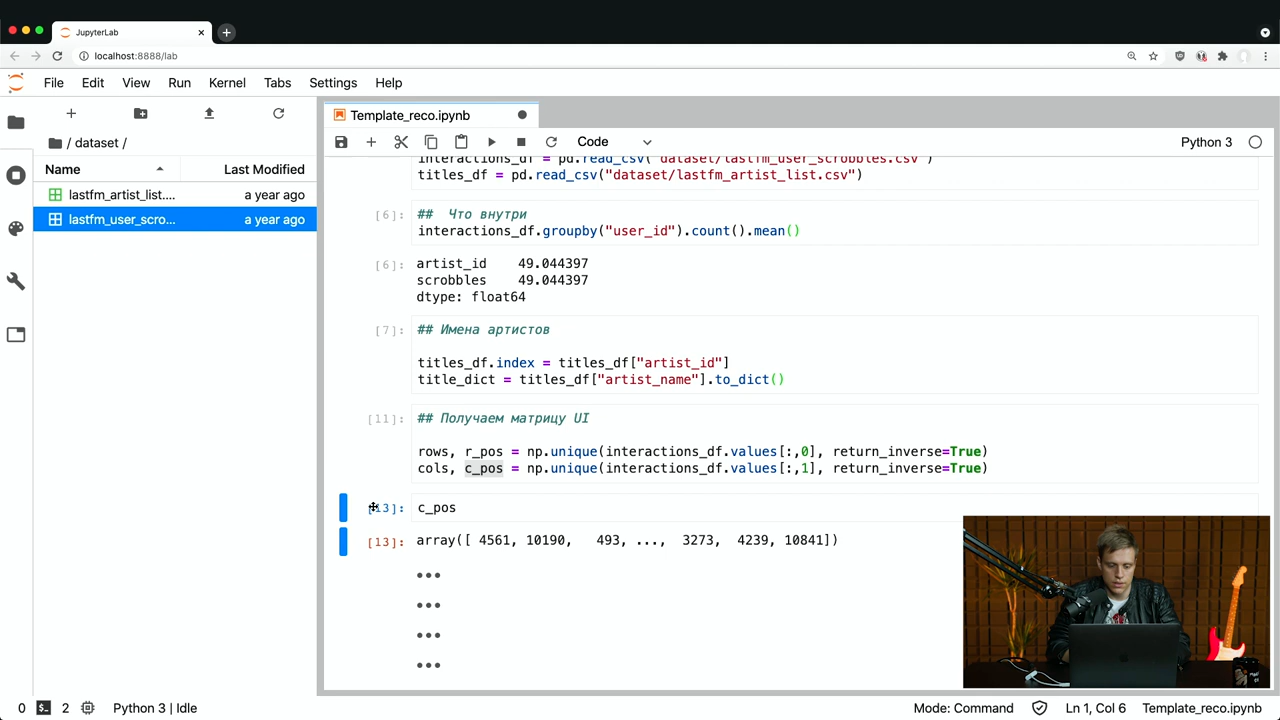 JupyterLab
localhost:8888/lab
File Edit View Run Kernel Tabs Settings Help
Template_reco.ipynb
/ dataset /
Code
Python 3
Name
Last Modified
lastfm_artist_list.... a year ago
lastfm_user_scro... a year ago
interactions_df = pd.read_csv("dataset/lastfm_user_scrobbles.csv")
titles_df = pd.read_csv("dataset/lastfm_artist_list.csv")
[6]: ## Что внутри
interactions_df.groupby("user_id").count().mean()
[6]: artist_id 49.044397
scrobbles 49.044397
dtype: float64
[7]: ## Имена артистов
titles_df.index = titles_df["artist_id"]
title_dict = titles_df["artist_name"].to_dict()
[11]: ## Получаем матрицу UI
rows, r_pos = np.unique(interactions_df.values[:,0], return_inverse=True)
cols, c_pos = np.unique(interactions_df.values[:,1], return_inverse=True)
[13]: c_pos
[13]: array([ 4561, 10190, 493, ..., 3273, 4239, 10841])
0 2 Python 3 | Idle
Mode: Command Ln 1, Col 6 Template_reco.ipynb